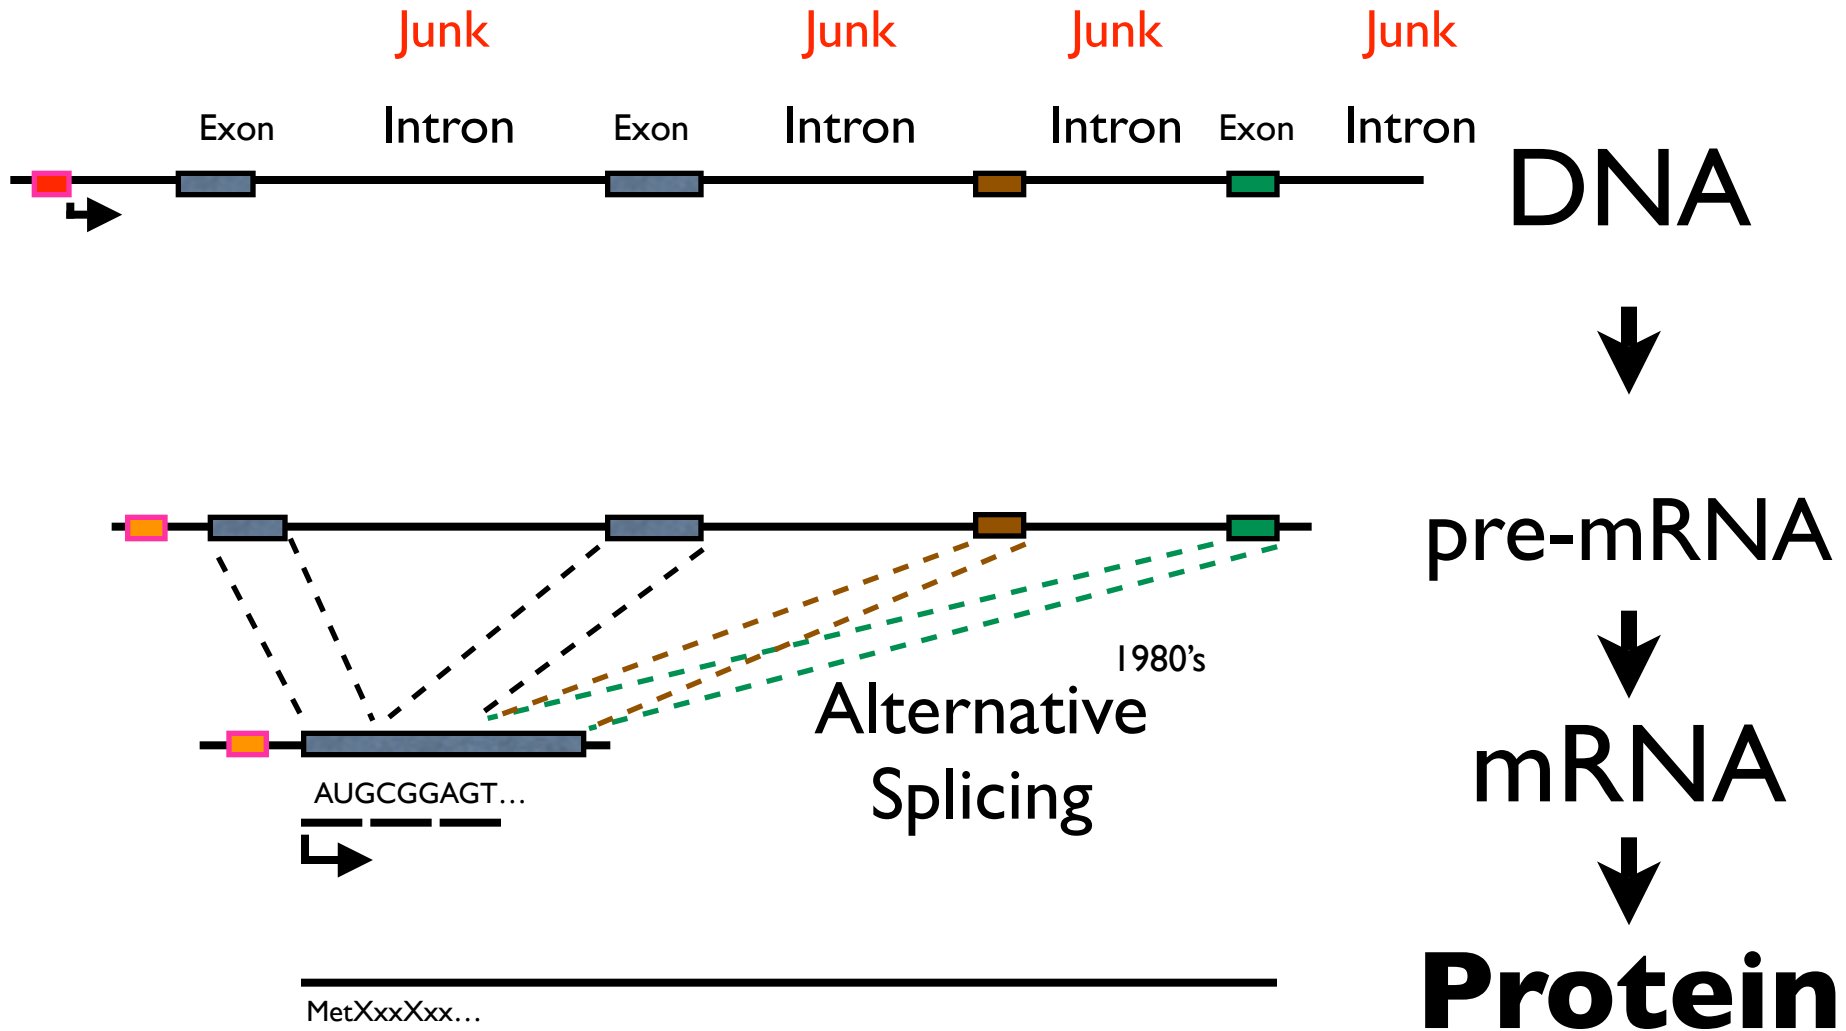 Junk Junk Junk Junk
Exon Intron Exon Intron Intron Exon Intron
DNA
pre-mRNA
1980's
Alternative
Splicing
mRNA
AUGCGGAGT...
Protein
MetXxxXxx...